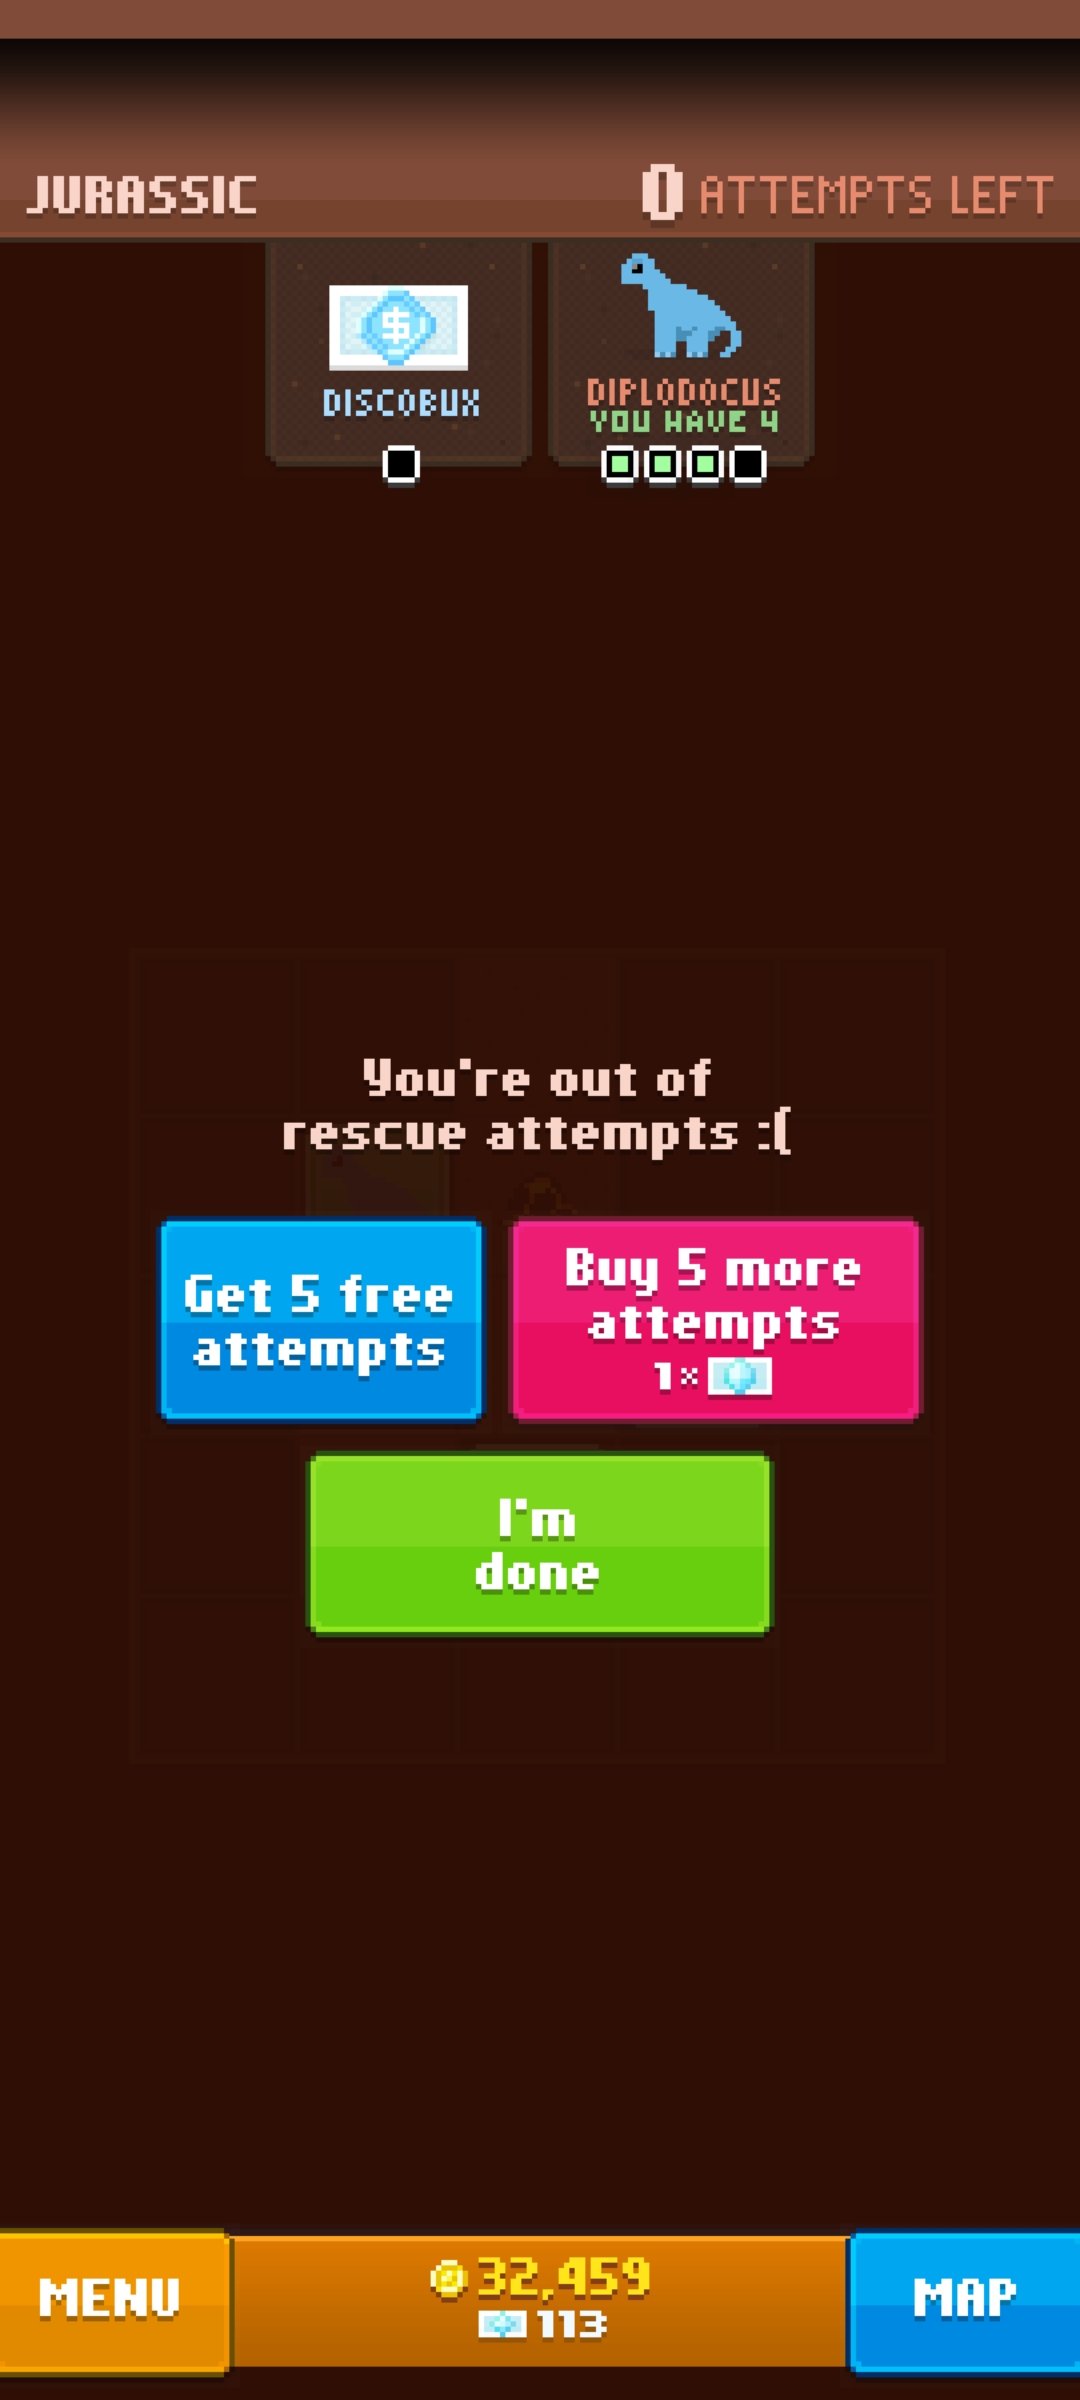 JURASSIC
0 ATTEMPTS LEFT
$
DISCOBUX
DIPLODOCUS
YOU HAVE 4
You're out of
rescue attempts :(
Get 5 free
attempts
Buy 5 more
attempts
1×
I'm
done
MENU
32,459
113
MAP